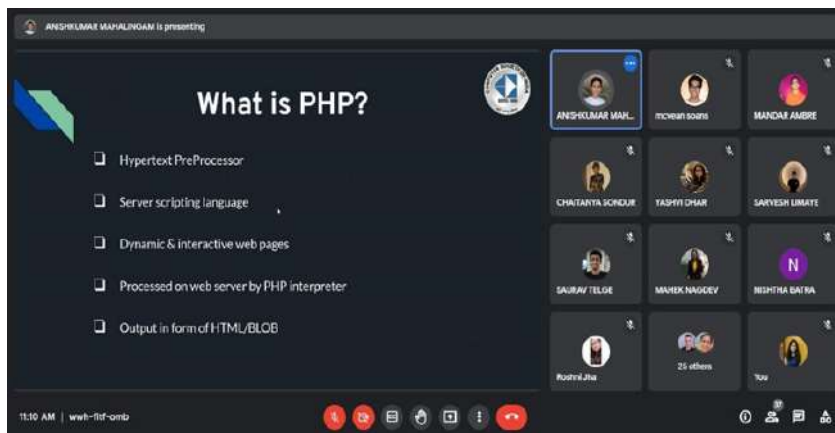 ANISHKUMAR MAHALINGAM is presenting
What is PHP?
Hypertext PreProcessor
Server scripting language
Dynamic & interactive web pages
Processed on web server by PHP interpreter
Output in form of HTML/BLOB
ANISHKUMAR MAH...
mcvean soans
MANDAR AMBRE
CHAITANYA SONDUR
YASHVI DHAR
SARVESH LIMAYE
SAURAV TELGE
MAHEK NAGDEV
N
NISHTHA BATRA
Roshni Jha
25 others
You
11:10 AM | wwh-fitf-omb
37